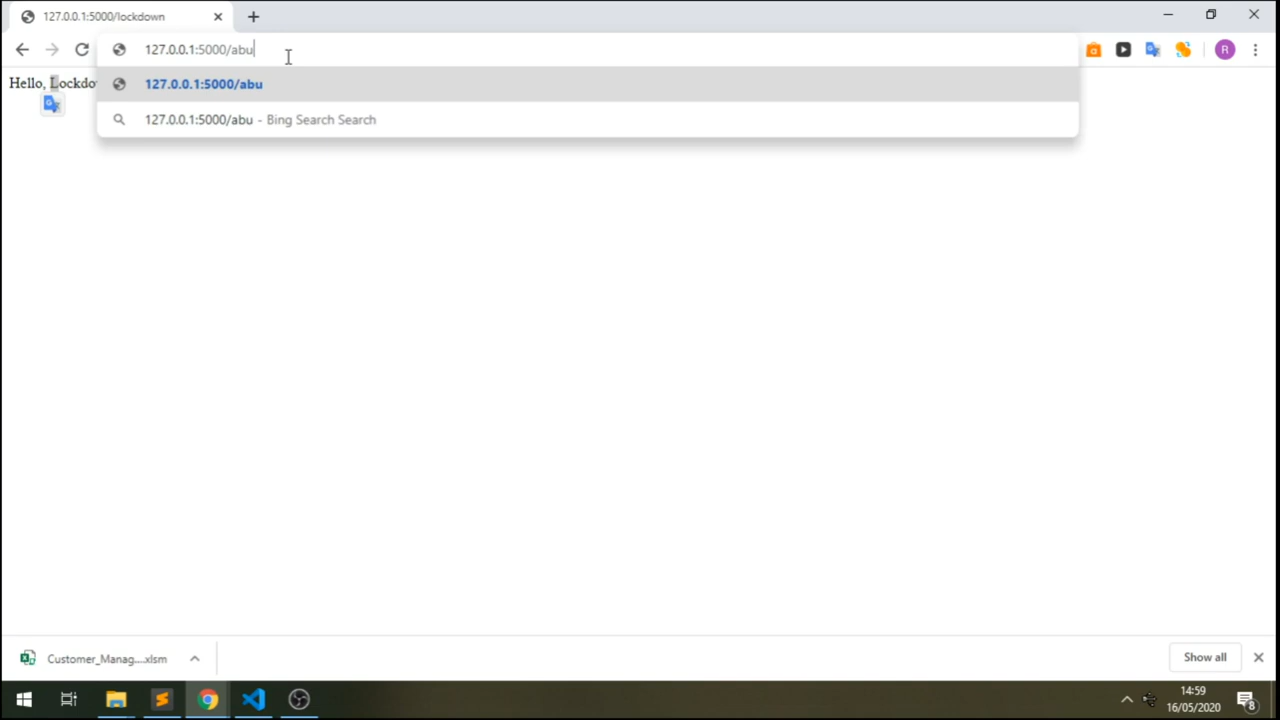 127.0.0.1:5000/lockdown
127.0.0.1:5000/abu
R
Hello, Lockdo
127.0.0.1:5000/abu
127.0.0.1:5000/abu - Bing Search Search
Customer_Manag....xlsm
Show all
14:59
16/05/2020
8